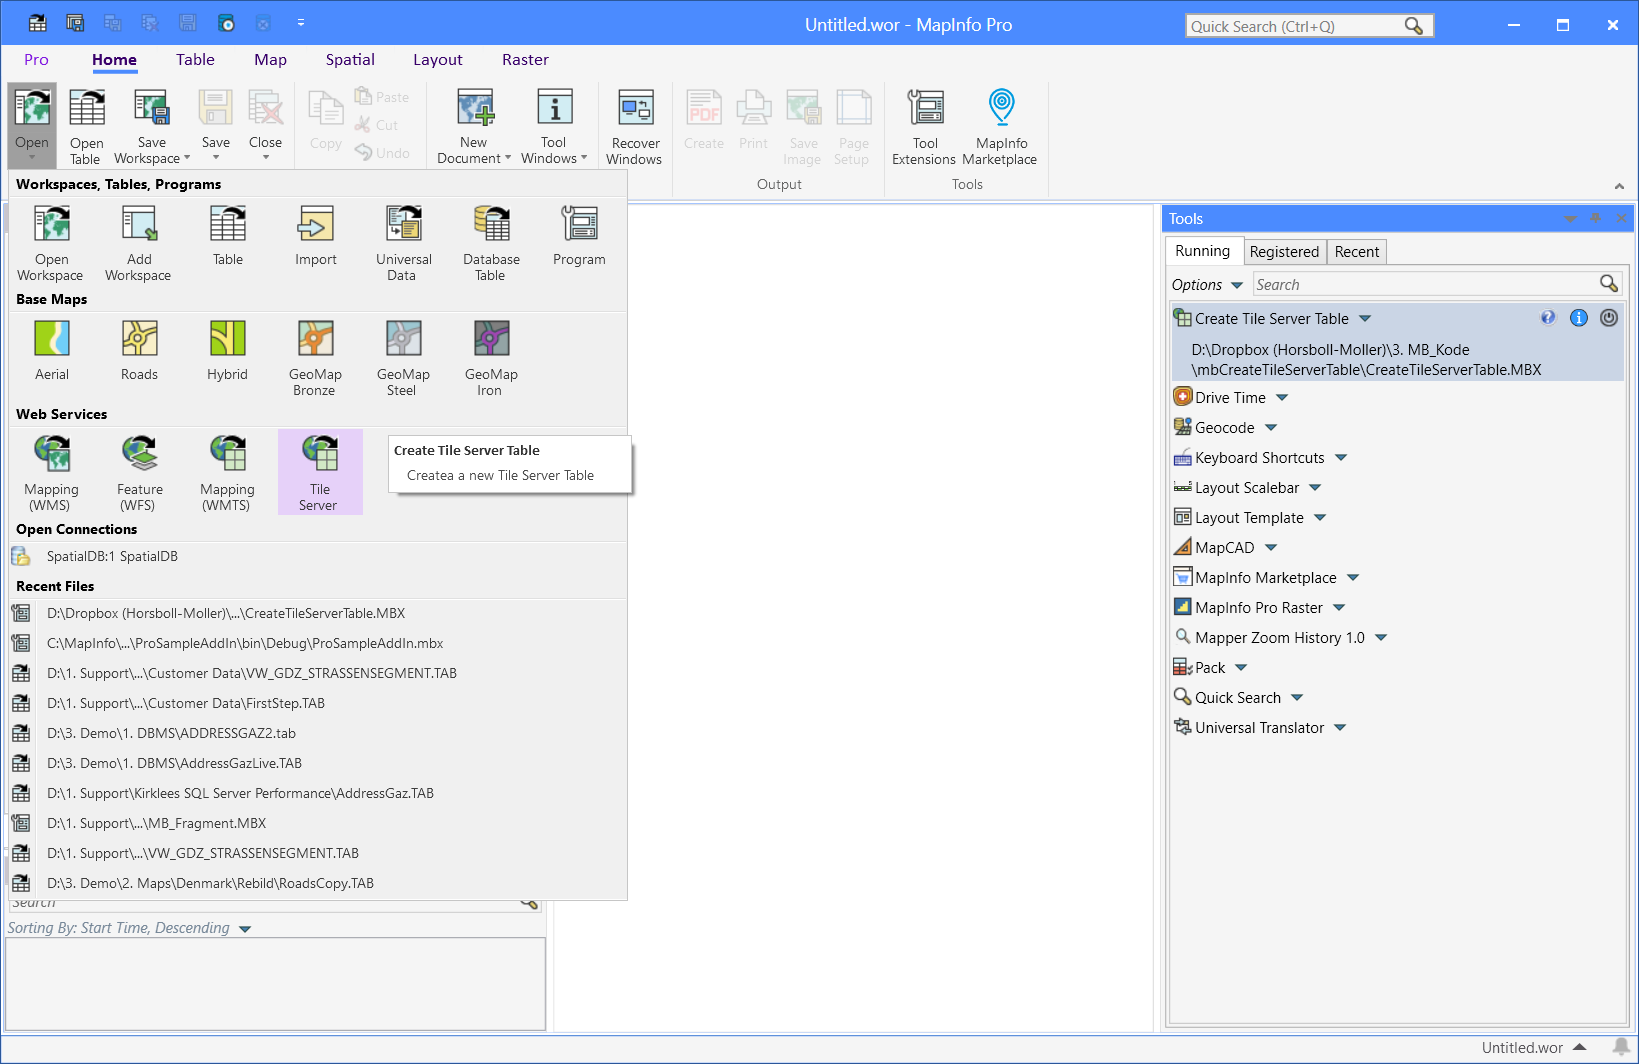 Untitled.wor - MapInfo Pro
Quick Search (Ctrl+Q)
Pro Home Table Map Spatial Layout Raster
Open
Open Table
Save Workspace
Save
Close
Copy
Paste
Cut
Undo
New Document
Tool Windows
Recover Windows
Create
Print
Save Image
Page Setup
Output
Tool Extensions
MapInfo Marketplace
Tools
Workspaces, Tables, Programs
Open Workspace
Add Workspace
Table
Import
Universal Data
Database Table
Program
Base Maps
Aerial
Roads
Hybrid
GeoMap Bronze
GeoMap Steel
GeoMap Iron
Web Services
Mapping (WMS)
Feature (WFS)
Mapping (WMTS)
Tile Server
Create Tile Server Table
Createa a new Tile Server Table
Open Connections
SpatialDB:1 SpatialDB
Recent Files
D:\Dropbox (Horsboll-Moller)\...\CreateTileServerTable.MBX
C:\MapInfo\...\ProSampleAddIn\bin\Debug\ProSampleAddIn.mbx
D:\1. Support\...\Customer Data\VW_GDZ_STRASSENSEGMENT.TAB
D:\1. Support\...\Customer Data\FirstStep.TAB
D:\3. Demo\1. DBMS\ADDRESSGAZ2.tab
D:\3. Demo\1. DBMS\AddressGazLive.TAB
D:\1. Support\Kirklees SQL Server Performance\AddressGaz.TAB
D:\1. Support\...\MB_Fragment.MBX
D:\1. Support\...\VW_GDZ_STRASSENSEGMENT.TAB
D:\3. Demo\2. Maps\Denmark\Rebild\RoadsCopy.TAB
Search
Sorting By: Start Time, Descending
Tools
Running Registered Recent
Options Search
Create Tile Server Table
D:\Dropbox (Horsboll-Moller)\3. MB_Kode
\mbCreateTileServerTable\CreateTileServerTable.MBX
Drive Time
Geocode
Keyboard Shortcuts
Layout Scalebar
Layout Template
MapCAD
MapInfo Marketplace
MapInfo Pro Raster
Mapper Zoom History 1.0
Pack
Quick Search
Universal Translator
Untitled.wor